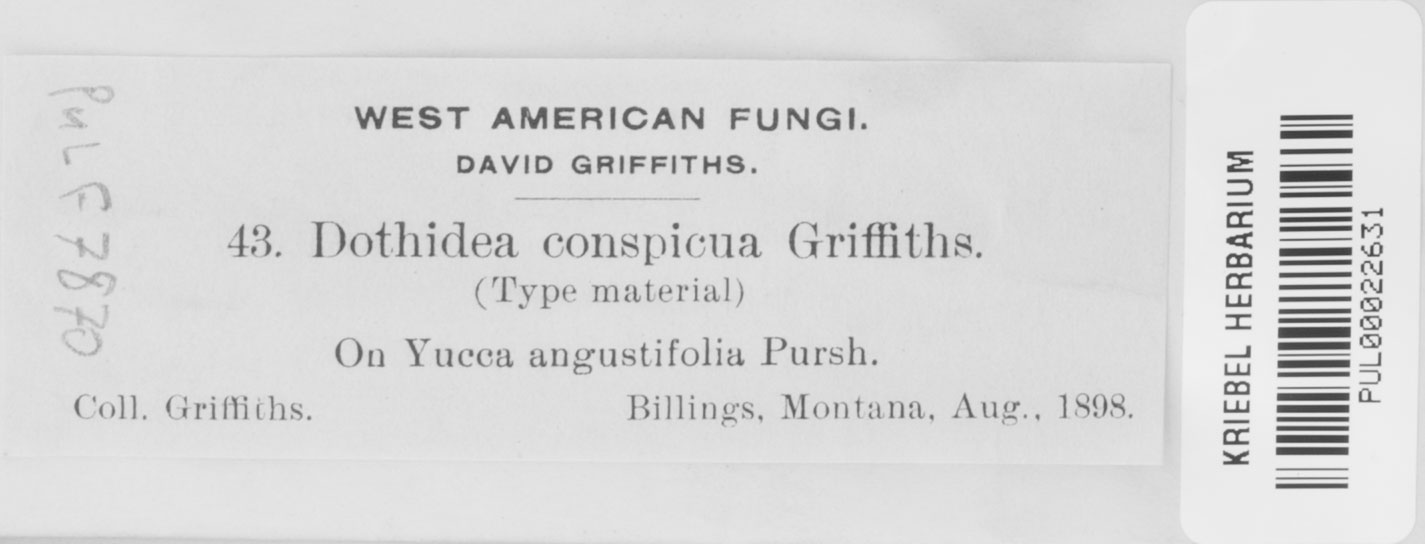 WEST AMERICAN FUNGI.
DAVID GRIFFITHS.
43. Dothidea conspicua Griffiths.
(Type material)
On Yucca angustifolia Pursh.
Coll. Griffiths.
Billings, Montana, Aug., 1898.
PUL F7870
KRIEBEL HERBARIUM
PUL00022631